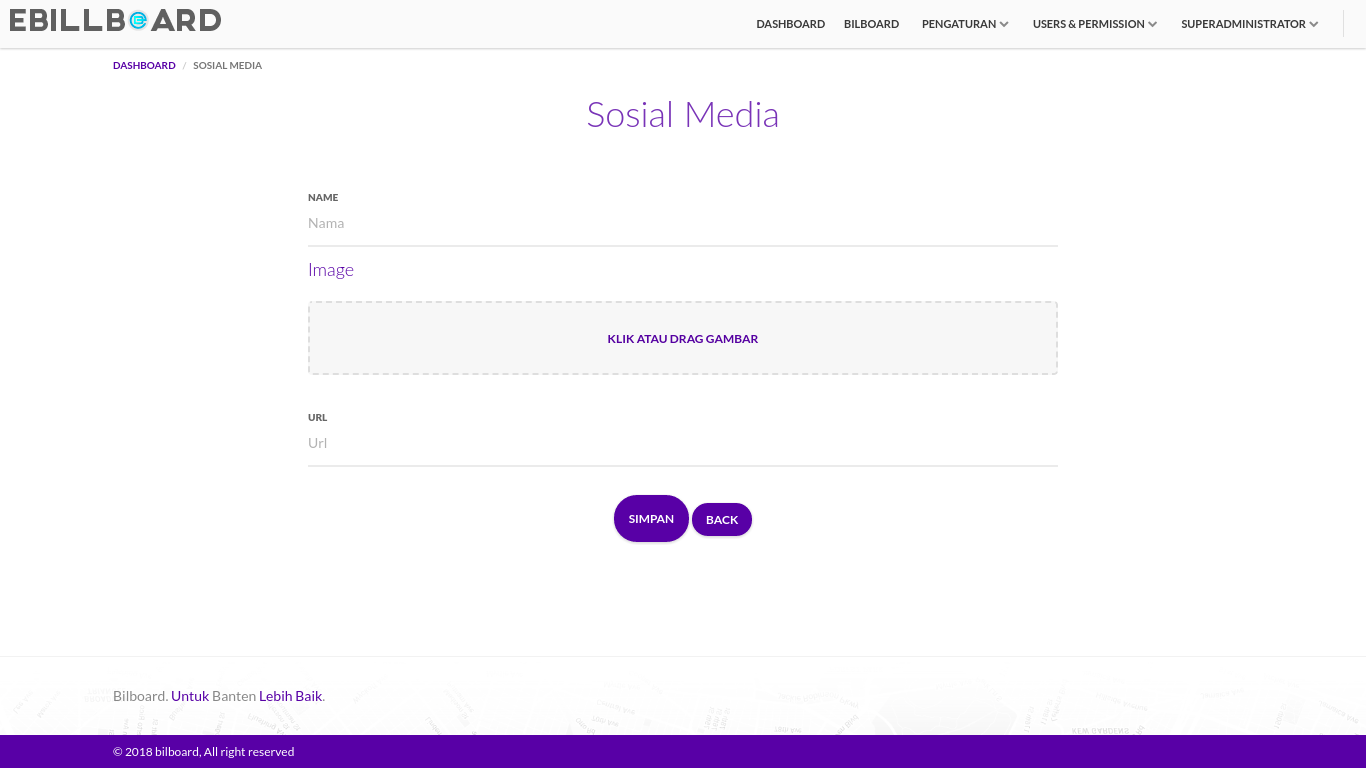 EBILLBOARD
DASHBOARD BILBOARD PENGATURAN USERS & PERMISSION SUPERADMINISTRATOR
DASHBOARD / SOSIAL MEDIA
Sosial Media
NAME
Nama
Image
KLIK ATAU DRAG GAMBAR
URL
Url
SIMPAN BACK
Bilboard. Untuk Banten Lebih Baik.
© 2018 bilboard, All right reserved